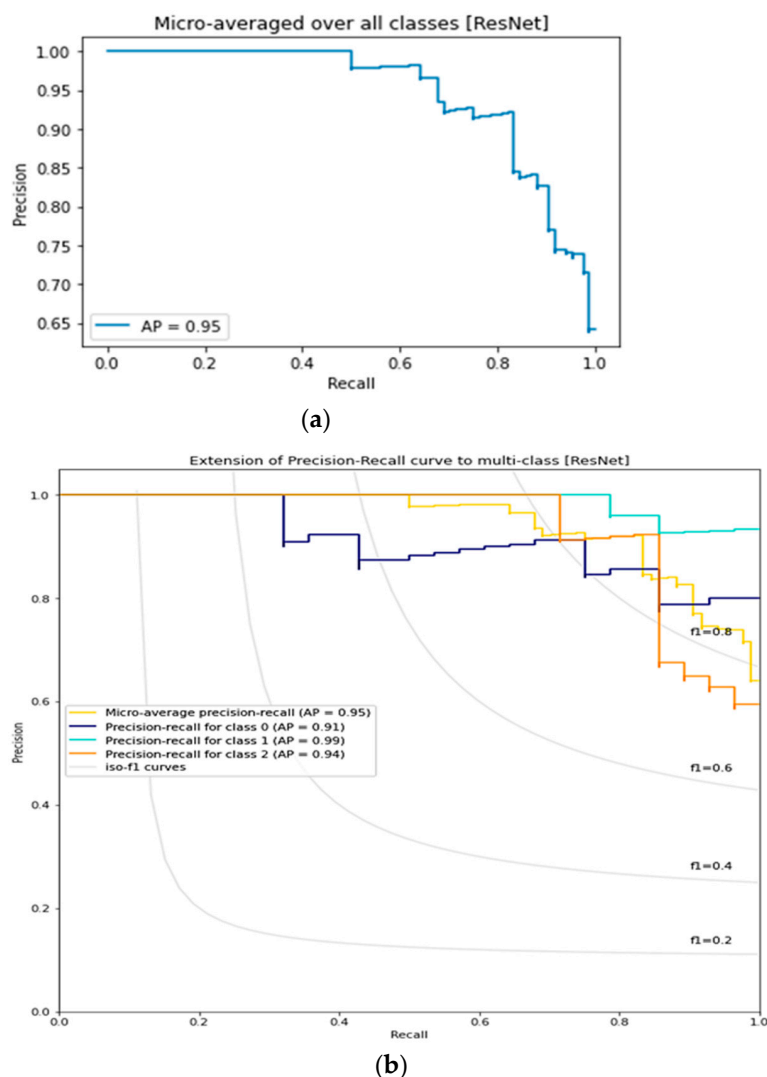 Micro-averaged over all classes [ResNet]
1.00
0.95
0.90
0.85
0.80
0.75
0.70
0.65
Precision
AP = 0.95
0.0 0.2 0.4 0.6 0.8 1.0
Recall
(a)
Extension of Precision-Recall curve to multi-class [ResNet]
1.0
0.8
0.6
0.4
0.2
0.0
Precision
f1=0.8
f1=0.6
f1=0.4
f1=0.2
Micro-average precision-recall (AP = 0.95)
Precision-recall for class 0 (AP = 0.91)
Precision-recall for class 1 (AP = 0.99)
Precision-recall for class 2 (AP = 0.94)
iso-f1 curves
0.0 0.2 0.4 0.6 0.8 1.0
Recall
(b)